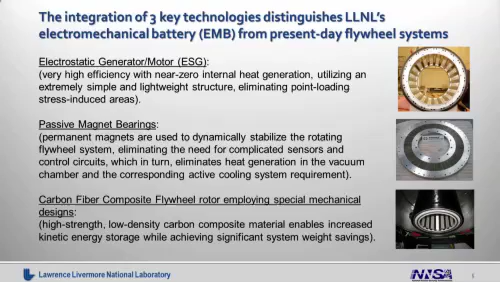 The integration of 3 key technologies distinguishes LLNL's
electromechanical battery (EMB) from present-day flywheel systems
Electrostatic Generator/Motor (ESG):
(very high efficiency with near-zero internal heat generation, utilizing an
extremely simple and lightweight structure, eliminating point-loading
stress-induced areas).
Passive Magnet Bearings:
(permanent magnets are used to dynamically stabilize the rotating
flywheel system, eliminating the need for complicated sensors and
control circuits, which in turn, eliminates heat generation in the vacuum
chamber and the corresponding active cooling system requirement).
Carbon Fiber Composite Flywheel rotor employing special mechanical
designs:
(high-strength, low-density carbon composite material enables increased
kinetic energy storage while achieving significant system weight savings).
Lawrence Livermore National Laboratory
NNSA